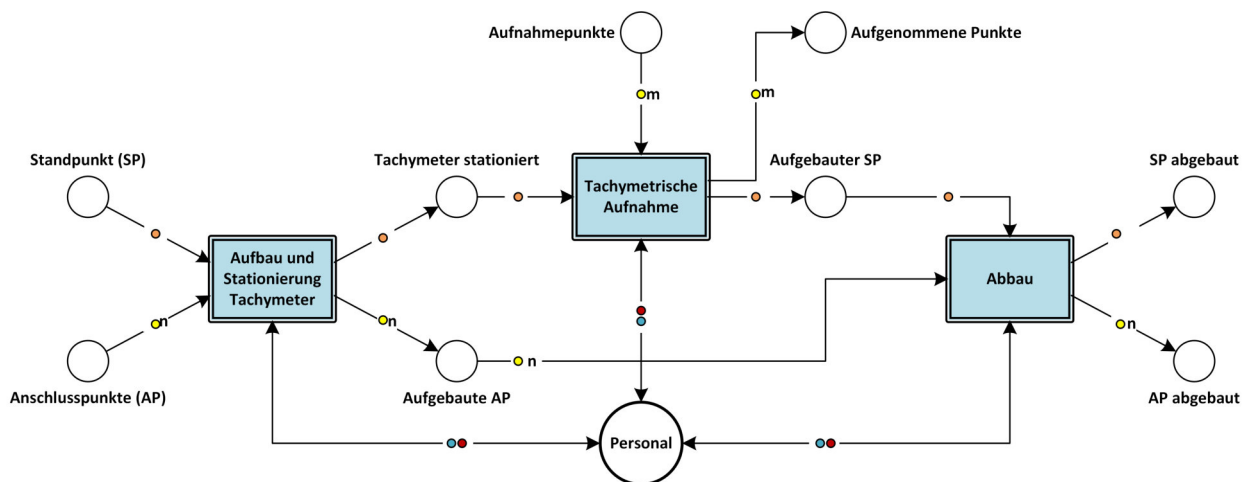 Aufnahmepunkte
Aufgenommene Punkte
m
m
Standpunkt (SP)
Tachymeter stationiert
Tachymetrische
Aufnahme
Aufgebauter SP
SP abgebaut
Aufbau und
Stationierung
Tachymeter
Abbau
n
n
n
n
Anschlusspunkte (AP)
Aufgebaute AP
AP abgebaut
Personal